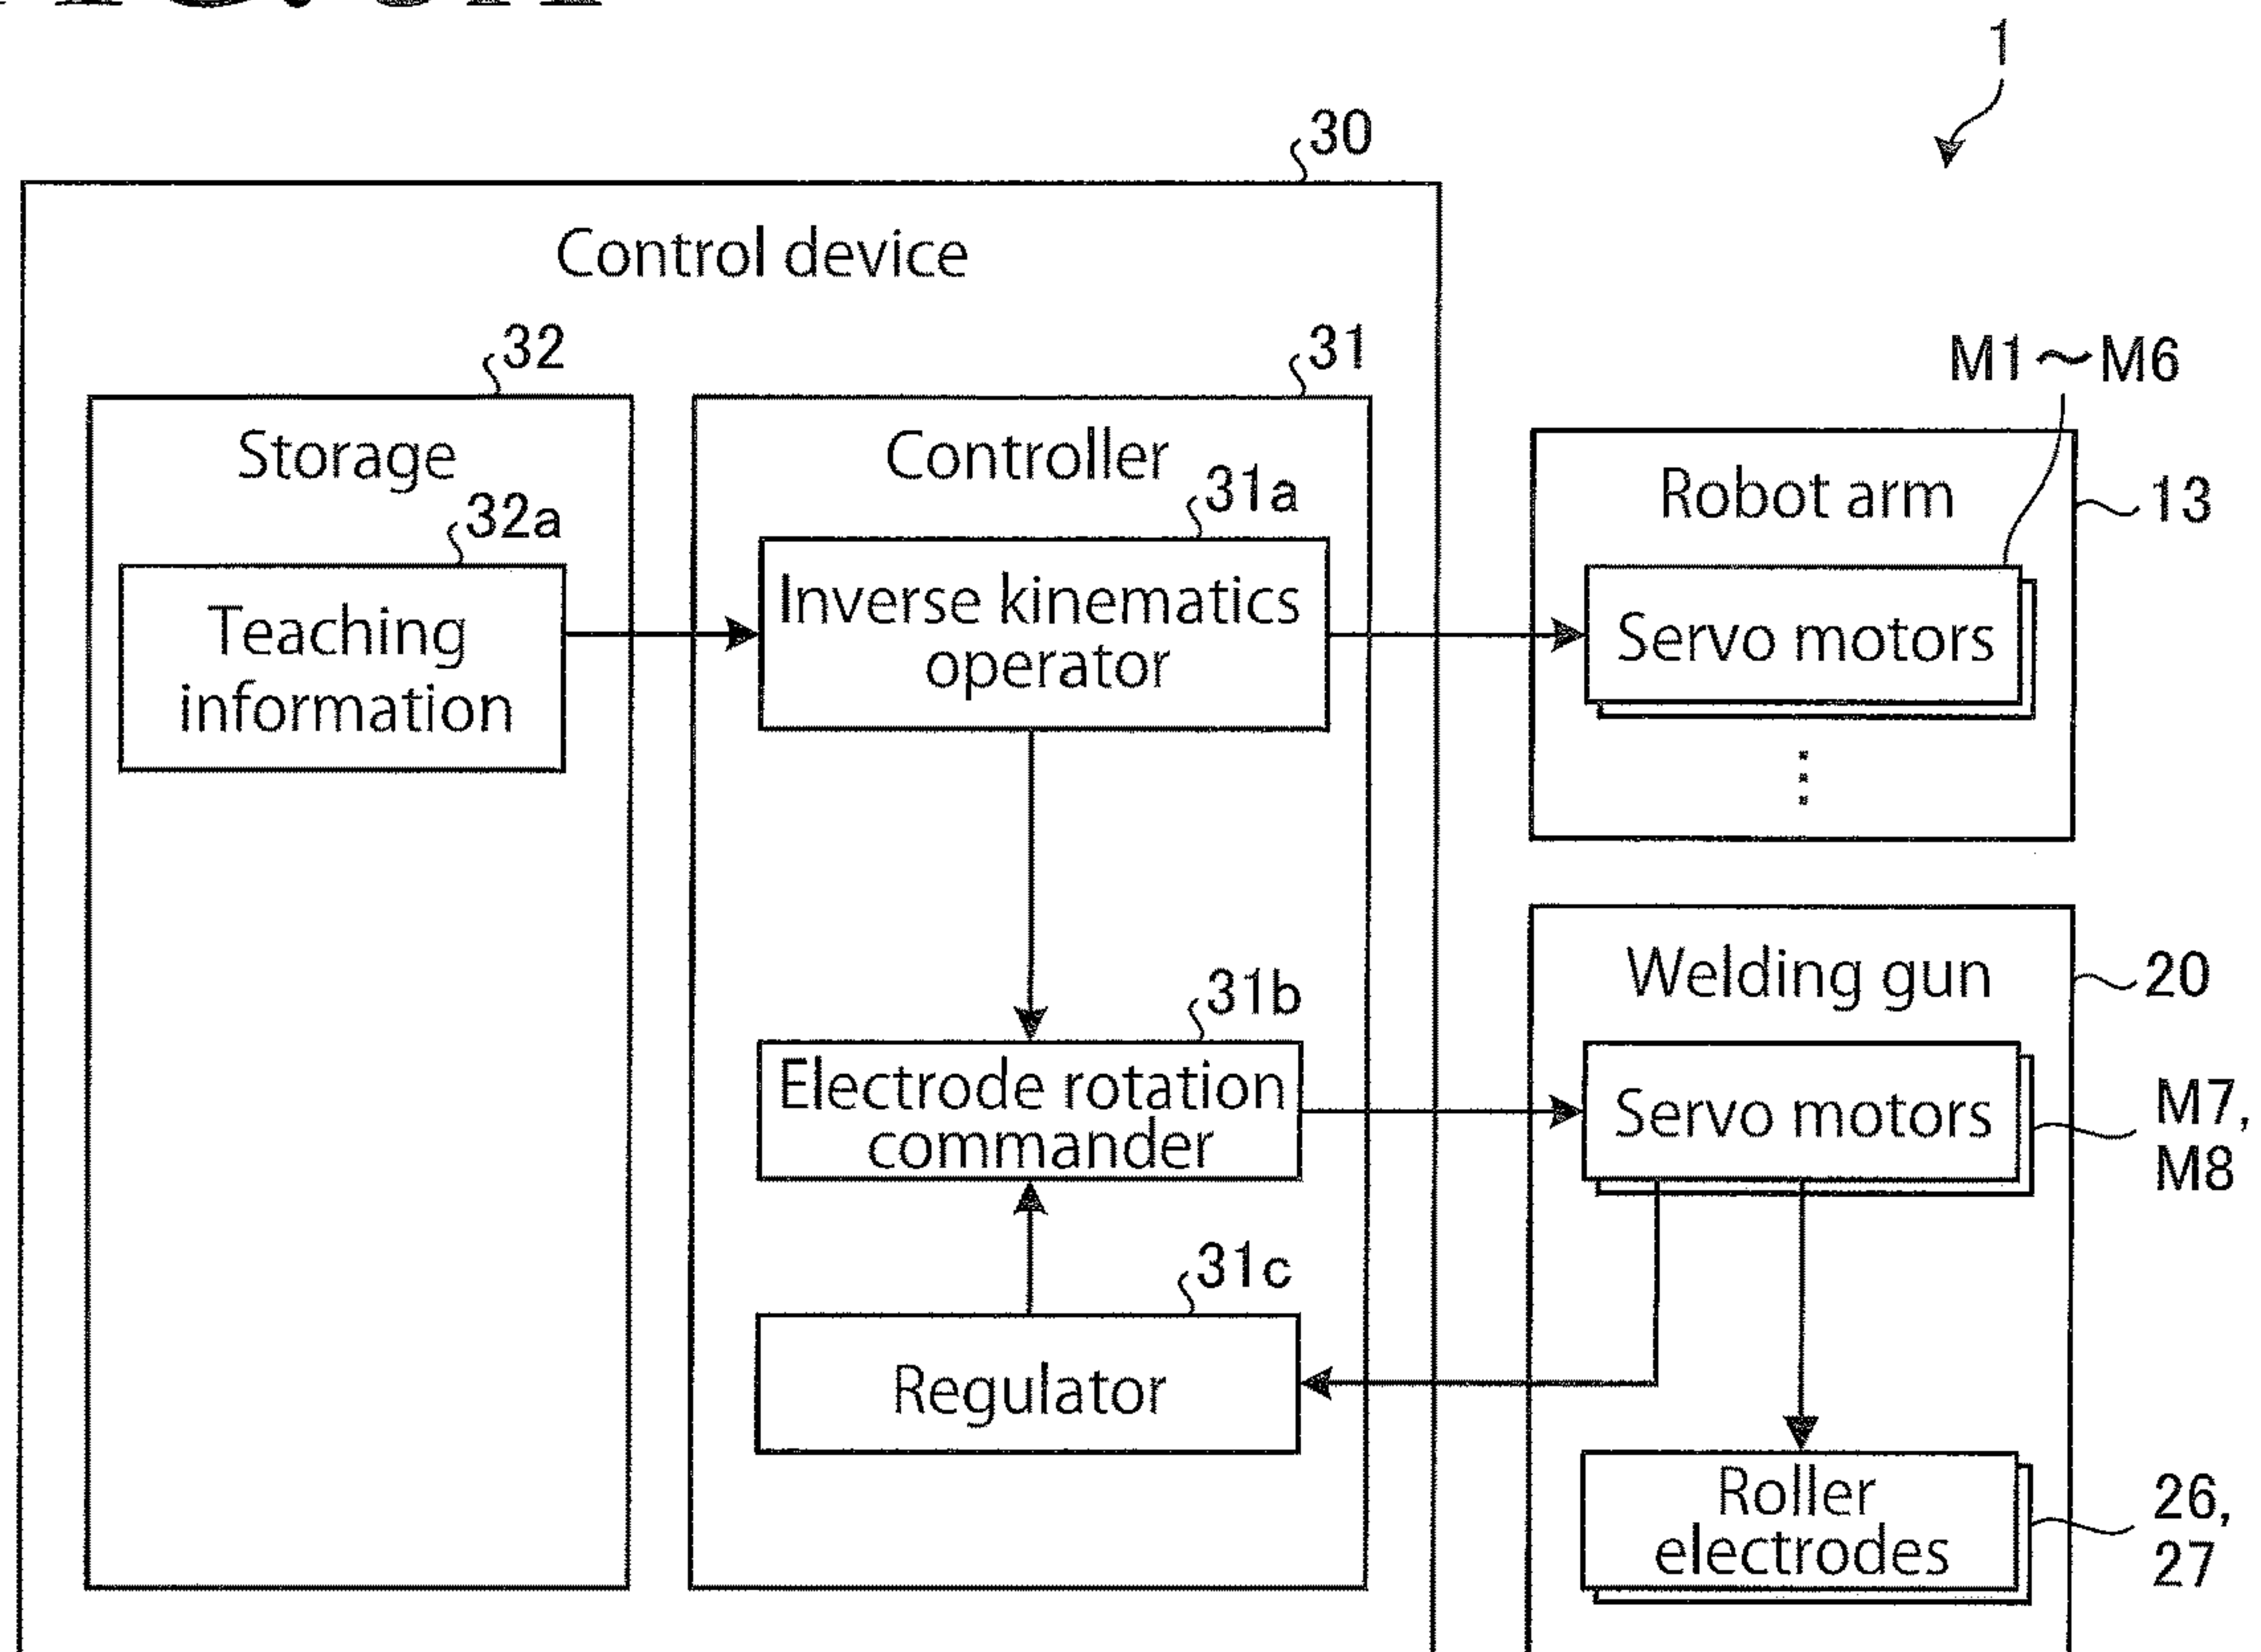 1
30
Control device
32
31
M1~M6
Storage
Controller
Robot arm
13
32a
31a
Teaching
information
Inverse kinematics
operator
Servo motors
Welding gun
20
31b
Electrode rotation
commander
Servo motors
M7,
M8
31c
Regulator
Roller
electrodes
26,
27